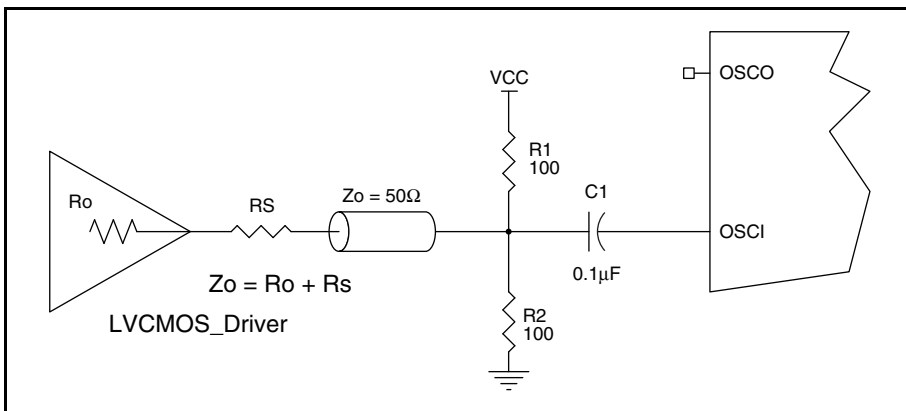 VCC
OSCO
R1
100
Ro
RS
Zo = 50Ω
C1
OSCI
0.1μF
Zo = Ro + Rs
LVCMOS_Driver
R2
100